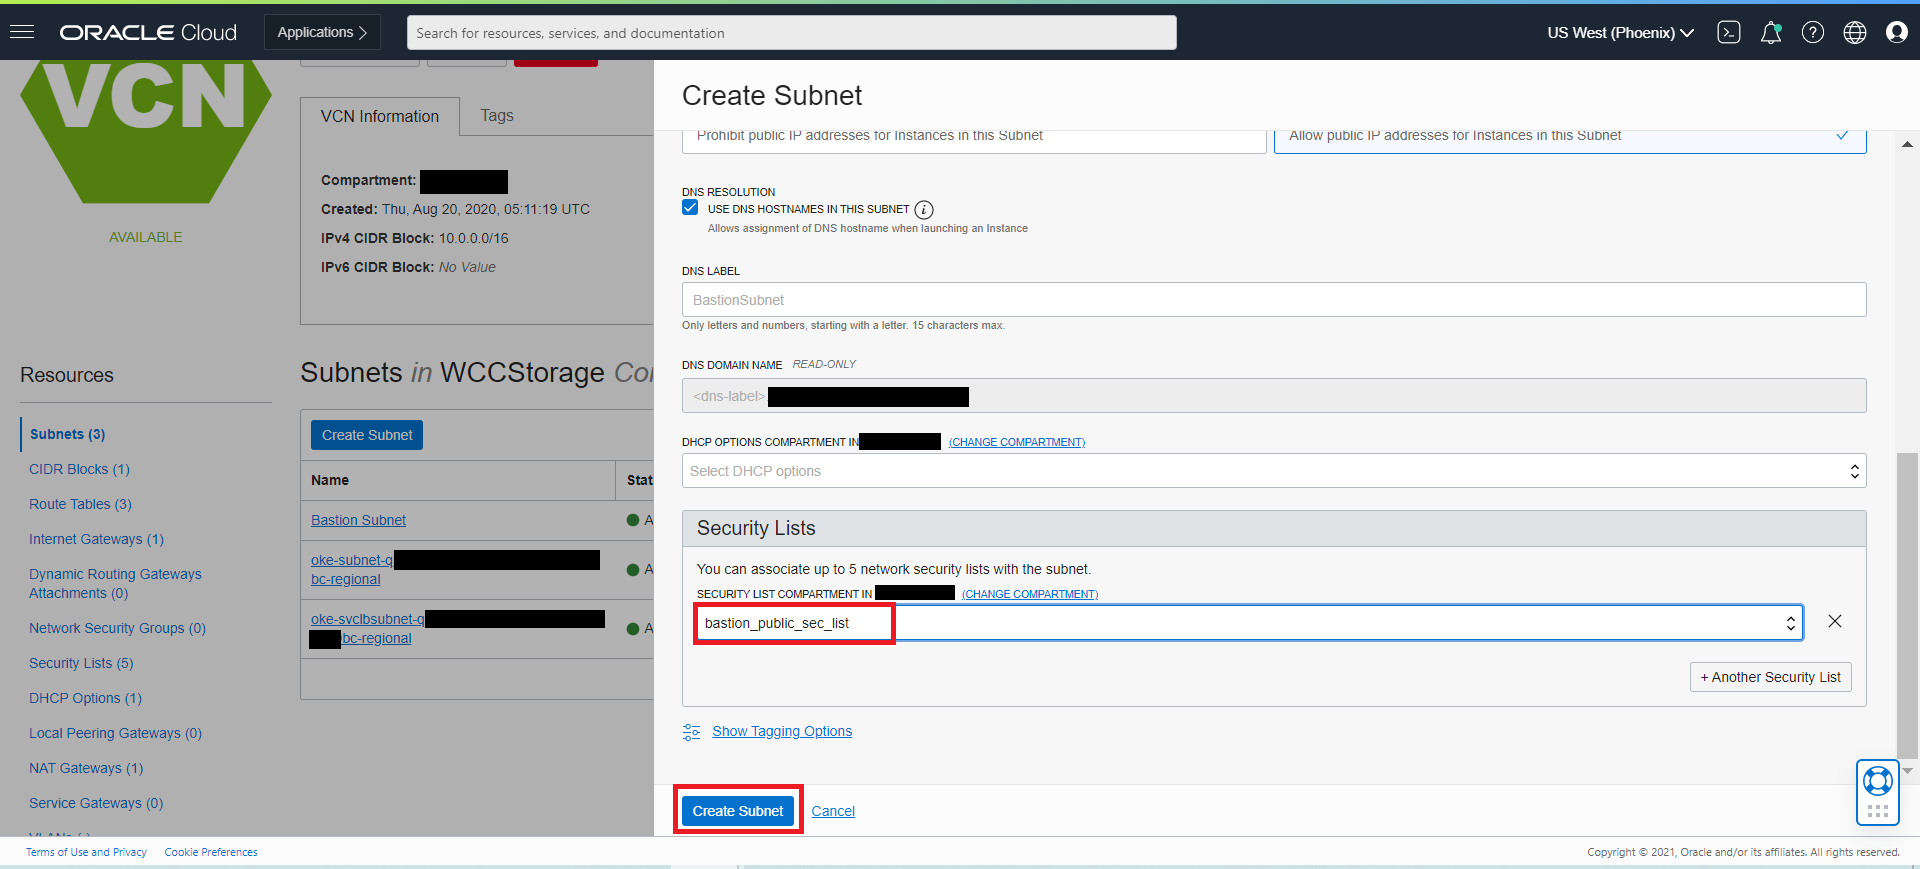 ORACLE Cloud
Applications
Search for resources, services, and documentation
US West (Phoenix)
VCN
AVAILABLE
VCN Information
Tags
Compartment:
Created: Thu, Aug 20, 2020, 05:11:19 UTC
IPv4 CIDR Block: 10.0.0.0/16
IPv6 CIDR Block: No Value
Resources
Subnets (3)
CIDR Blocks (1)
Route Tables (3)
Internet Gateways (1)
Dynamic Routing Gateways
Attachments (0)
Network Security Groups (0)
Security Lists (5)
DHCP Options (1)
Local Peering Gateways (0)
NAT Gateways (1)
Service Gateways (0)
Subnets in WCCStorage
Create Subnet
Name
Stat
Bastion Subnet
A
oke-subnet-q
bc-regional
A
oke-svclbsubnet-q
bc-regional
A
Create Subnet
Prohibit public IP addresses for Instances in this Subnet
Allow public IP addresses for Instances in this Subnet
DNS RESOLUTION
USE DNS HOSTNAMES IN THIS SUBNET
Allows assignment of DNS hostname when launching an Instance
DNS LABEL
BastionSubnet
Only letters and numbers, starting with a letter. 15 characters max.
DNS DOMAIN NAME READ-ONLY
<dns-label>
DHCP OPTIONS COMPARTMENT IN (CHANGE COMPARTMENT)
Select DHCP options
Security Lists
You can associate up to 5 network security lists with the subnet.
SECURITY LIST COMPARTMENT IN (CHANGE COMPARTMENT)
bastion_public_sec_list
+ Another Security List
Show Tagging Options
Create Subnet
Cancel
Terms of Use and Privacy
Cookie Preferences
Copyright © 2021, Oracle and/or its affiliates. All rights reserved.